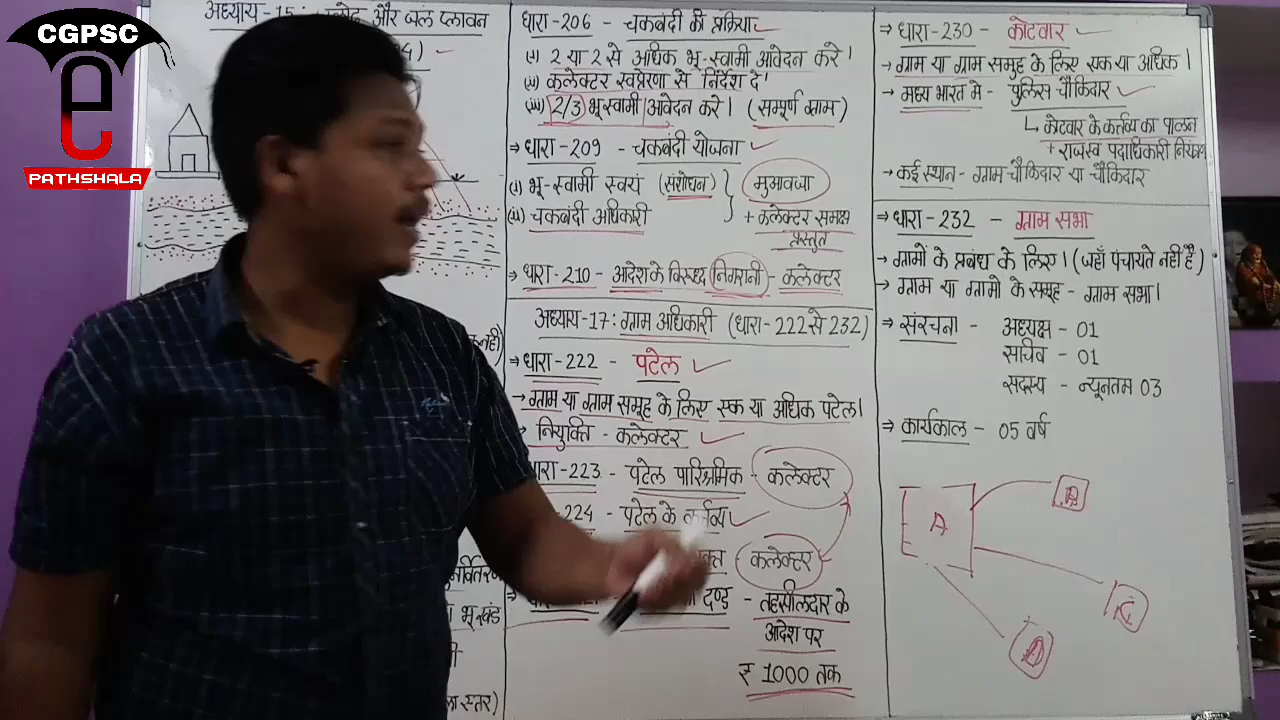 CGPSC
e
PATHSHALA
अध्याय-15: और जल प्लावन
धारा-206 - चकबंदी की प्रक्रिया
(i) 2 या 2 से अधिक भू-स्वामी आवेदन करे।
(ii) कलेक्टर स्वप्रेरणा से निर्देश दे।
(iii) 2/3 भू स्वामी आवेदन करे। (सम्पूर्ण ग्राम)
⇒ धारा-209 - चकबंदी योजना
(i) भू-स्वामी स्वयं (संशोधन)
(ii) चकबंदी अधिकारी
मुआवजा
+ कलेक्टर समक्ष
प्रस्तुत
⇒ धारा-210 - आदेश के विरुद्ध निगरानी - कलेक्टर
अध्याय-17: ग्राम अधिकारी (धारा-222 से 232)
⇒ धारा-222 - पटेल
→ ग्राम या ग्राम समूह के लिए एक या अधिक पटेल।
⇒ नियुक्ति - कलेक्टर
धारा-223 - पटेल पारिश्रमिक - कलेक्टर
224 - पटेल के कर्तव्य
कलेक्टर
दण्ड - तहसीलदार के
आदेश पर
₹ 1000 तक
⇒ धारा-230 - कोटवार
→ ग्राम या ग्राम समूह के लिए एक या अधिक।
→ मध्य भारत मे - पुलिस चौकिदार
↳ कोटवार के कर्तव्य का पालन
+ राजस्व पदाधिकारी नियंत्रण
→ कई स्थान - ग्राम चौकिदार या चौकिदार
⇒ धारा-232 - ग्राम सभा
→ ग्रामों के प्रबंध के लिए। (जहाँ पंचायते नहीं है)
→ ग्राम या ग्रामों के समूह - ग्राम सभा।
⇒ संरचना - अध्यक्ष - 01
सचिव - 01
सदस्य - न्यूनतम 03
⇒ कार्यकाल - 05 वर्ष
A
B
C
D
भू खंड
स्तर)